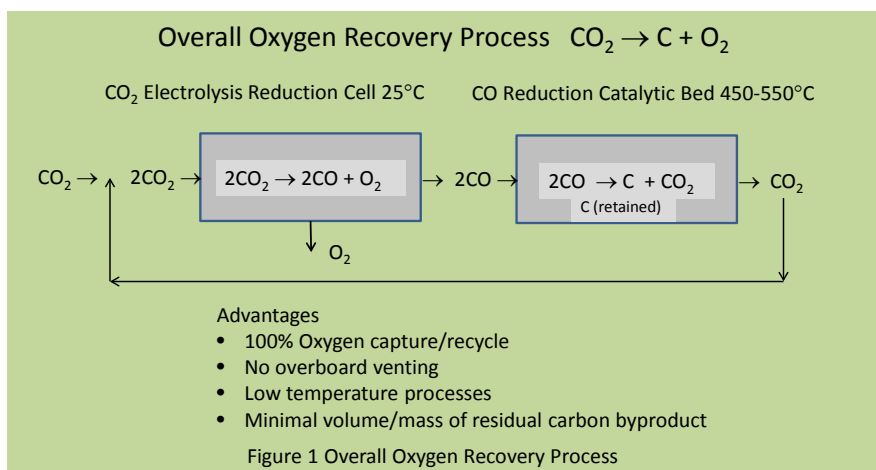 Overall Oxygen Recovery Process CO₂ → C + O₂
CO₂ Electrolysis Reduction Cell 25°C CO Reduction Catalytic Bed 450-550°C
CO₂ → 2CO₂ → 2CO₂ → 2CO + O₂ → 2CO → 2CO → C + CO₂ → CO₂
C (retained)
O₂
Advantages
• 100% Oxygen capture/recycle
• No overboard venting
• Low temperature processes
• Minimal volume/mass of residual carbon byproduct
Figure 1 Overall Oxygen Recovery Process